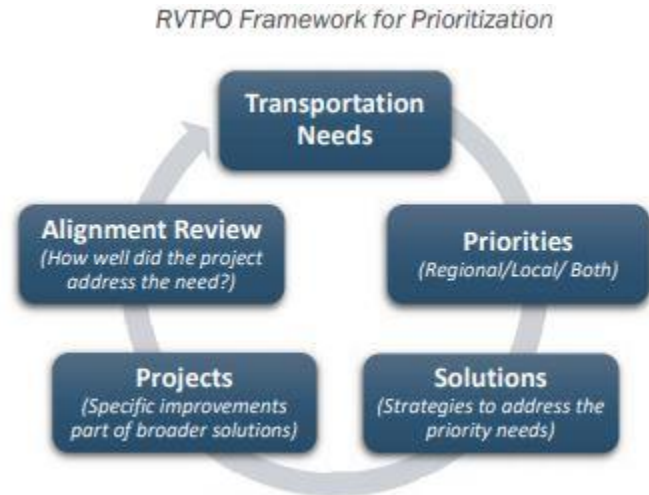 RVTPO Framework for Prioritization
Transportation
Needs
Priorities
(Regional/Local/ Both)
Solutions
(Strategies to address the
priority needs)
Projects
(Specific improvements
part of broader solutions)
Alignment Review
(How well did the project
address the need?)